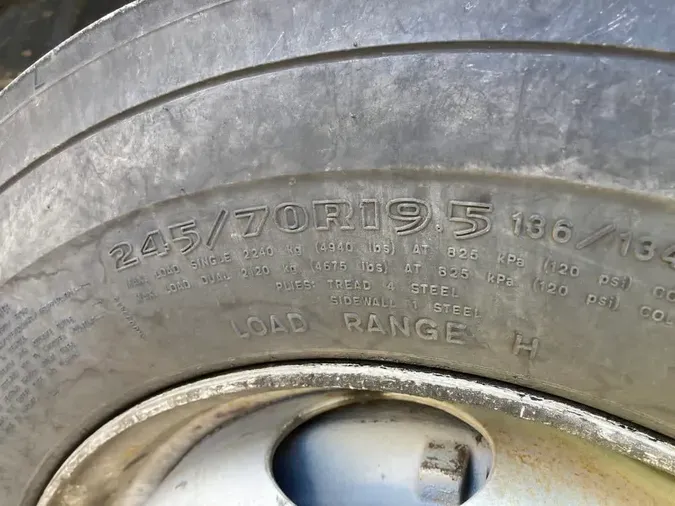 245/70R19.5 136/134
MAX. LOAD SINGLE 2240 kg (4940 lbs) AT 825 kPa (120 psi) CO
MAX. LOAD DUAL 2120 kg (4675 lbs) AT 825 kPa (120 psi) COL
PLIES: TREAD 4 STEEL
SIDEWALL 1 STEEL
LOAD RANGE H